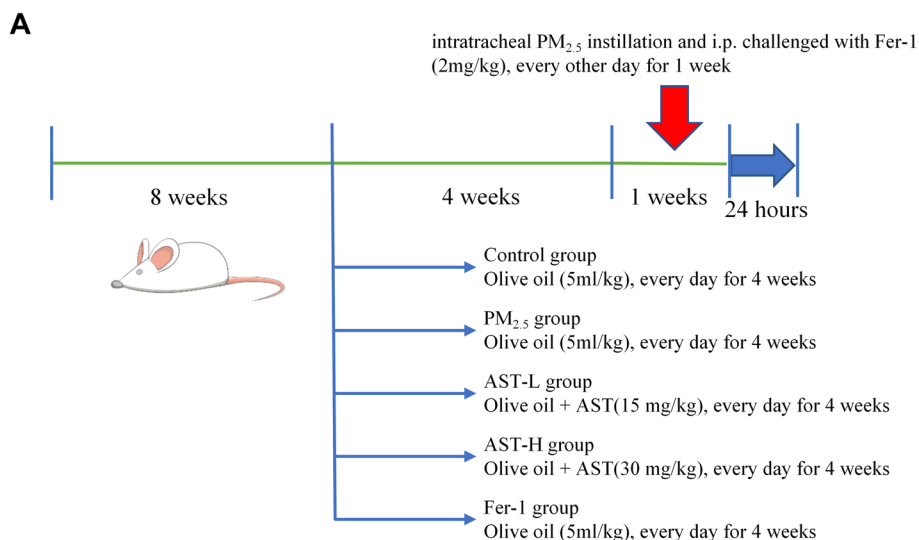 A
intratracheal PM2.5 instillation and i.p. challenged with Fer-1
(2mg/kg), every other day for 1 week
8 weeks
4 weeks
1 weeks
24 hours
Control group
Olive oil (5ml/kg), every day for 4 weeks
PM2.5 group
Olive oil (5ml/kg), every day for 4 weeks
AST-L group
Olive oil + AST(15 mg/kg), every day for 4 weeks
AST-H group
Olive oil + AST(30 mg/kg), every day for 4 weeks
Fer-1 group
Olive oil (5ml/kg), every day for 4 weeks